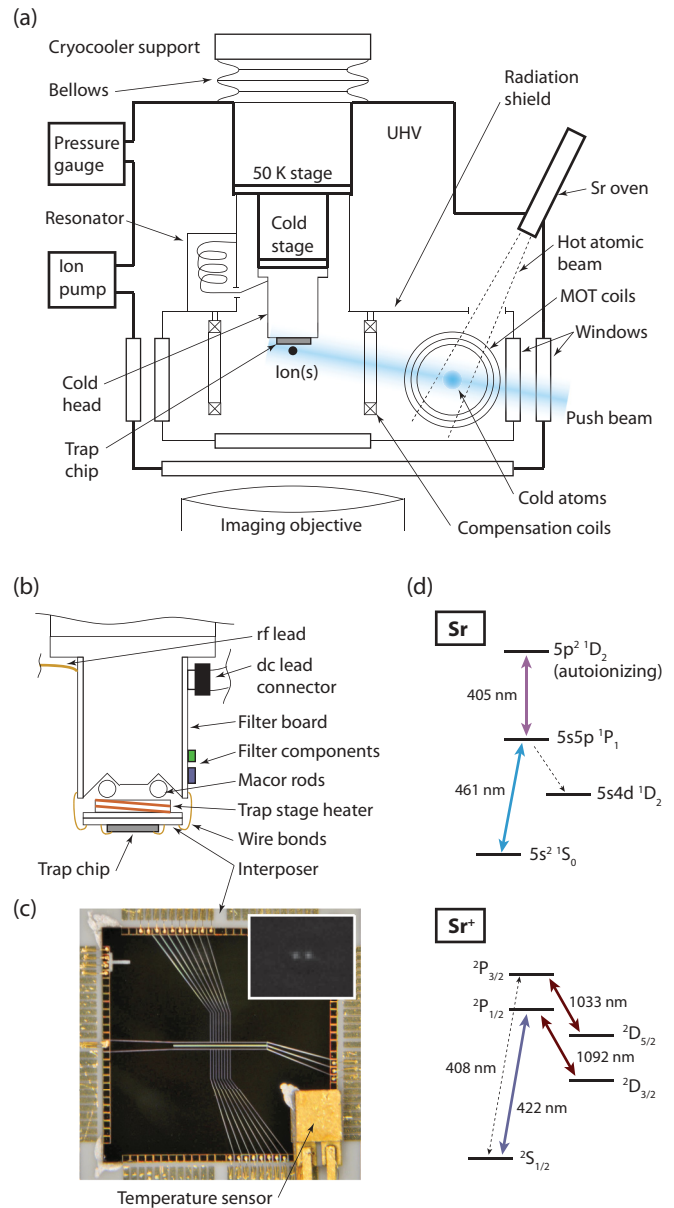 (a)
Cryocooler support
Bellows
Radiation
shield
UHV
Pressure
gauge
50 K stage
Sr oven
Resonator
Cold
stage
Hot atomic
beam
Ion
pump
MOT coils
Windows
Ion(s)
Cold
head
Push beam
Trap
chip
Cold atoms
Imaging objective
Compensation coils
(b)
rf lead
dc lead
connector
Filter board
Filter components
Macor rods
Trap stage heater
Wire bonds
Trap chip
Interposer
(c)
Temperature sensor
(d)
Sr
5p² ¹D₂
(autoionizing)
405 nm
5s5p ¹P₁
461 nm
5s4d ¹D₂
5s² ¹S₀
Sr⁺
²P₃/₂
1033 nm
²P₁/₂
²D₅/₂
1092 nm
408 nm
²D₃/₂
422 nm
²S₁/₂